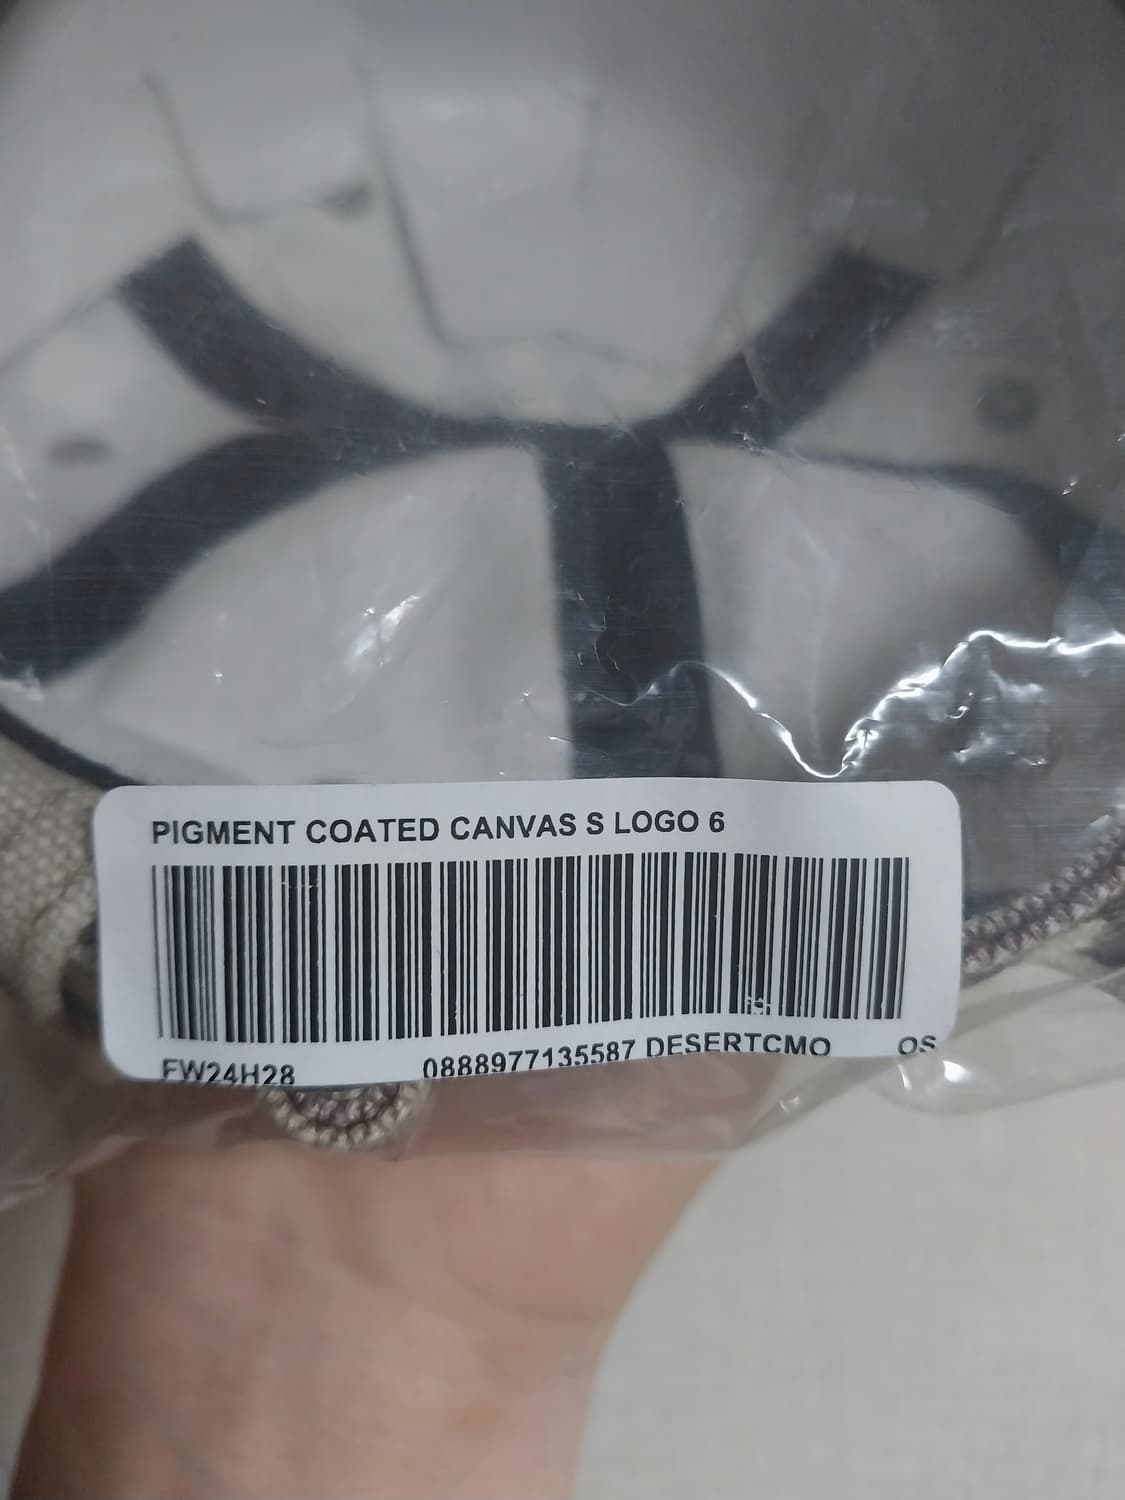 PIGMENT COATED CANVAS S LOGO 6
FW24H28 0888977135587 DESERTCMO OS